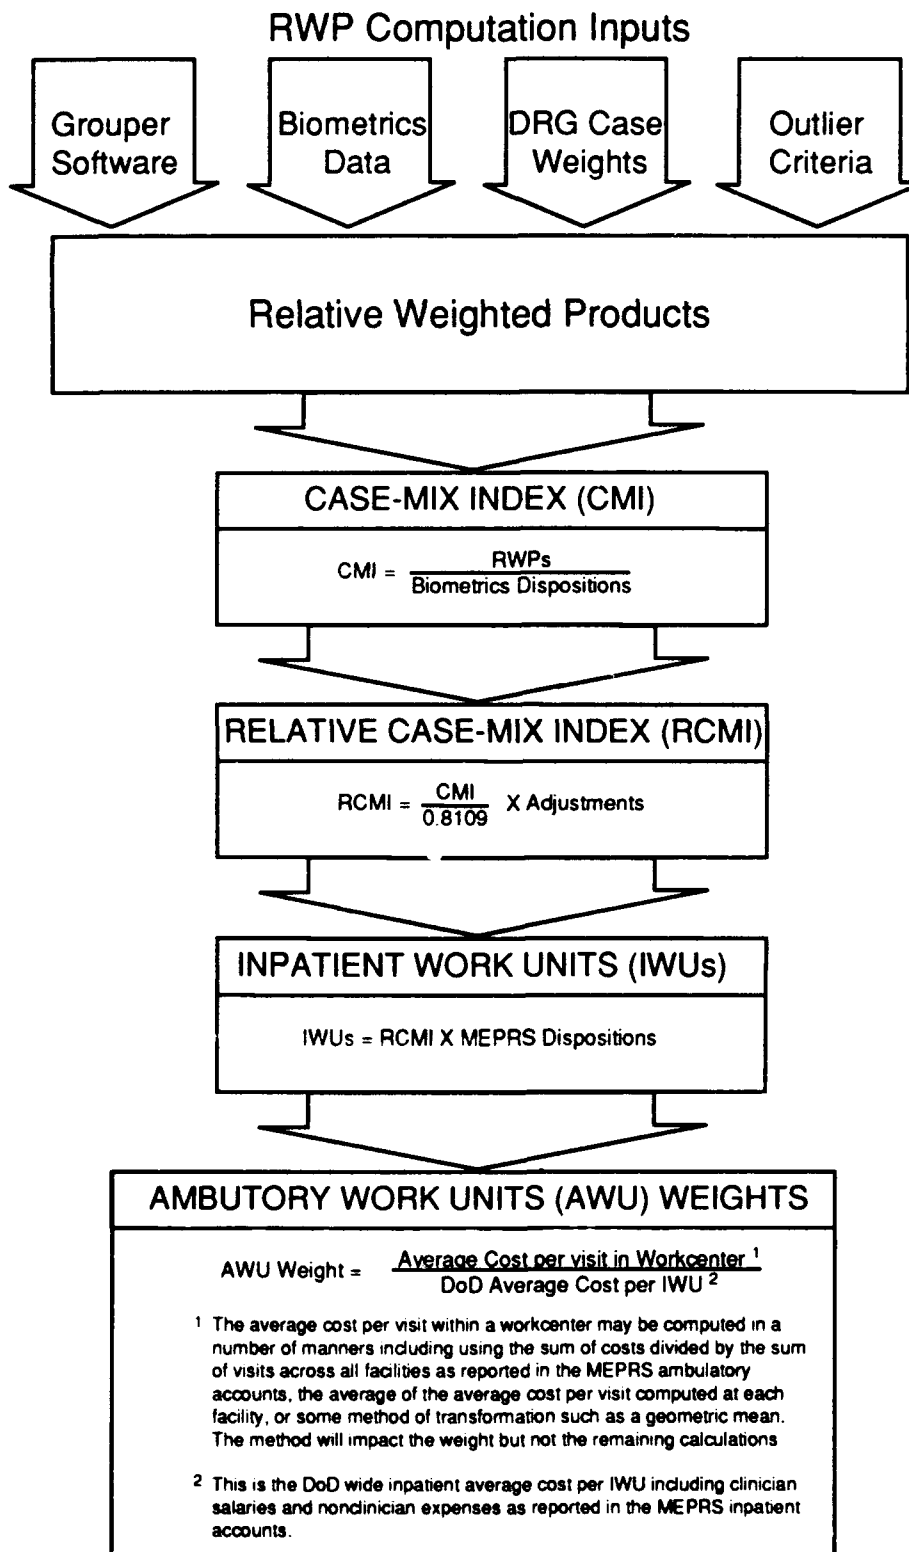 RWP Computation Inputs
Grouper
Software
Biometrics
Data
DRG Case
Weights
Outlier
Criteria
Relative Weighted Products
CASE-MIX INDEX (CMI)
CMI = RWPs
Biometrics Dispositions
RELATIVE CASE-MIX INDEX (RCMI)
RCMI = CMI X Adjustments
0.8109
INPATIENT WORK UNITS (IWUs)
IWUs = RCMI X MEPRS Dispositions
AMBUTORY WORK UNITS (AWU) WEIGHTS
AWU Weight = Average Cost per visit in Workcenter 1
DoD Average Cost per IWU 2
1 The average cost per visit within a workcenter may be computed in a
number of manners including using the sum of costs divided by the sum
of visits across all facilities as reported in the MEPRS ambulatory
accounts, the average of the average cost per visit computed at each
facility, or some method of transformation such as a geometric mean.
The method will impact the weight but not the remaining calculations
2 This is the DoD wide inpatient average cost per IWU including clinician
salaries and nonclinician expenses as reported in the MEPRS inpatient
accounts.